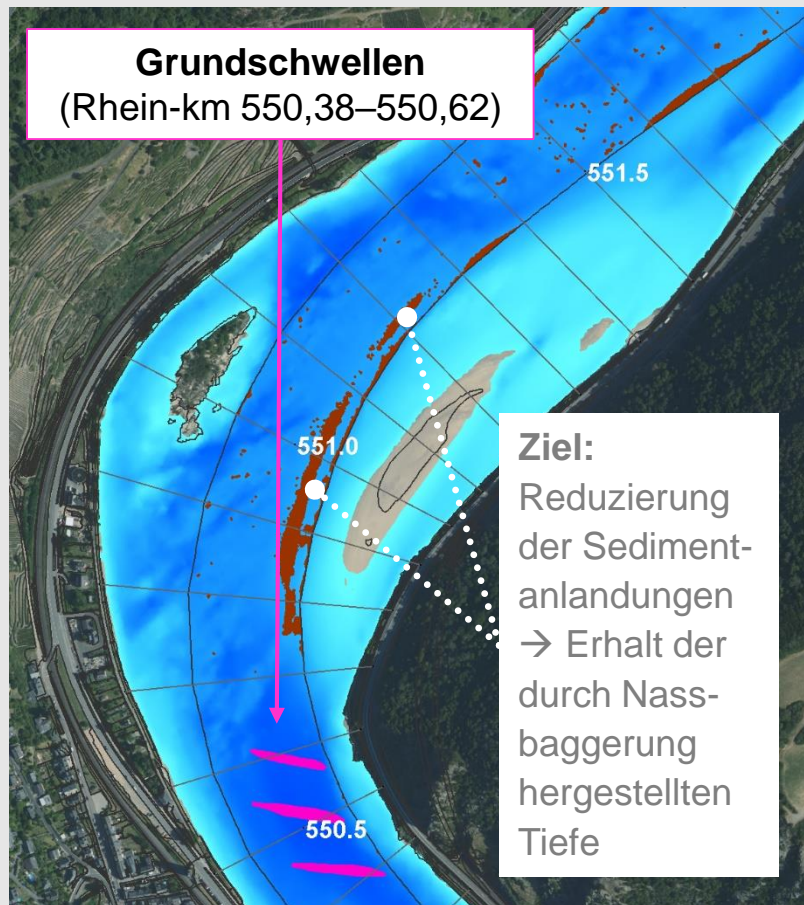 Grundschwellen
(Rhein-km 550,38–550,62)
551.5
551.0
Ziel:
Reduzierung
der Sediment-
anlandungen
→ Erhalt der
durch Nass-
baggerung
hergestellten
Tiefe
550.5